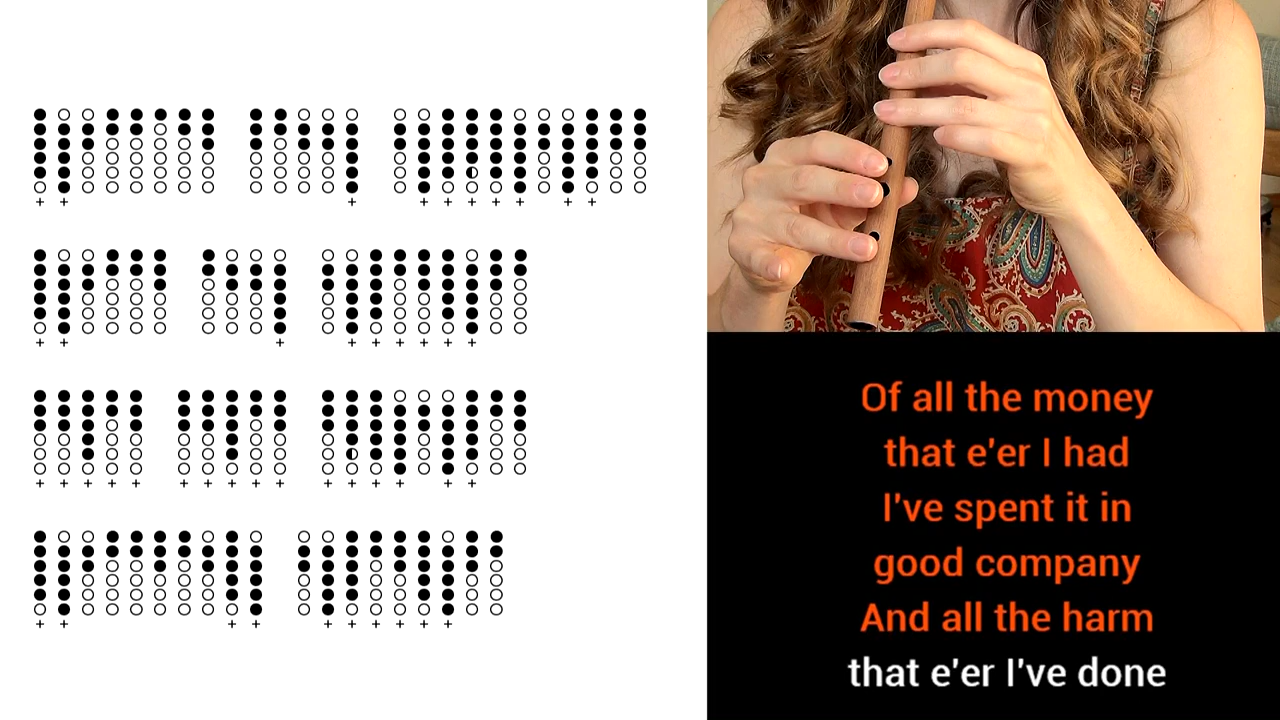 Of all the money
that e'er I had
I've spent it in
good company
And all the harm
that e'er I've done